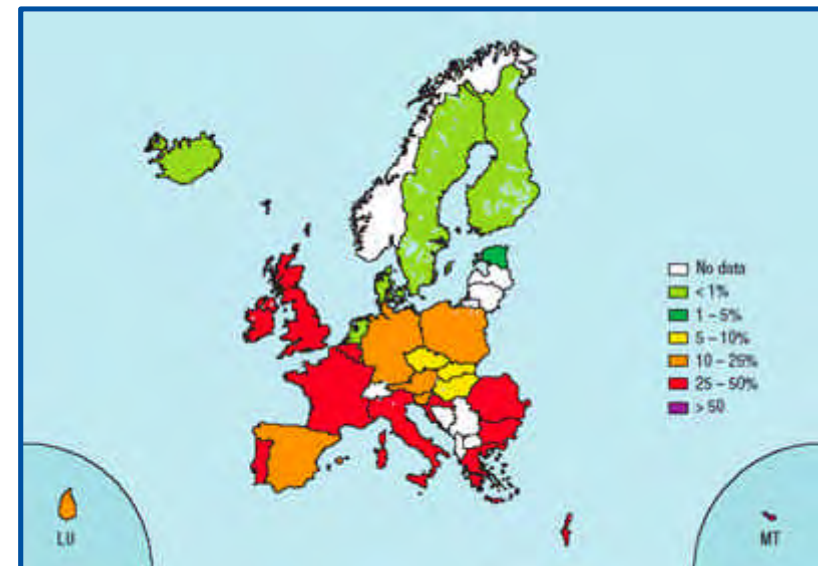 No data
< 1%
1 – 5%
5 – 10%
10 – 25%
25 – 50%
> 50
LU
MT